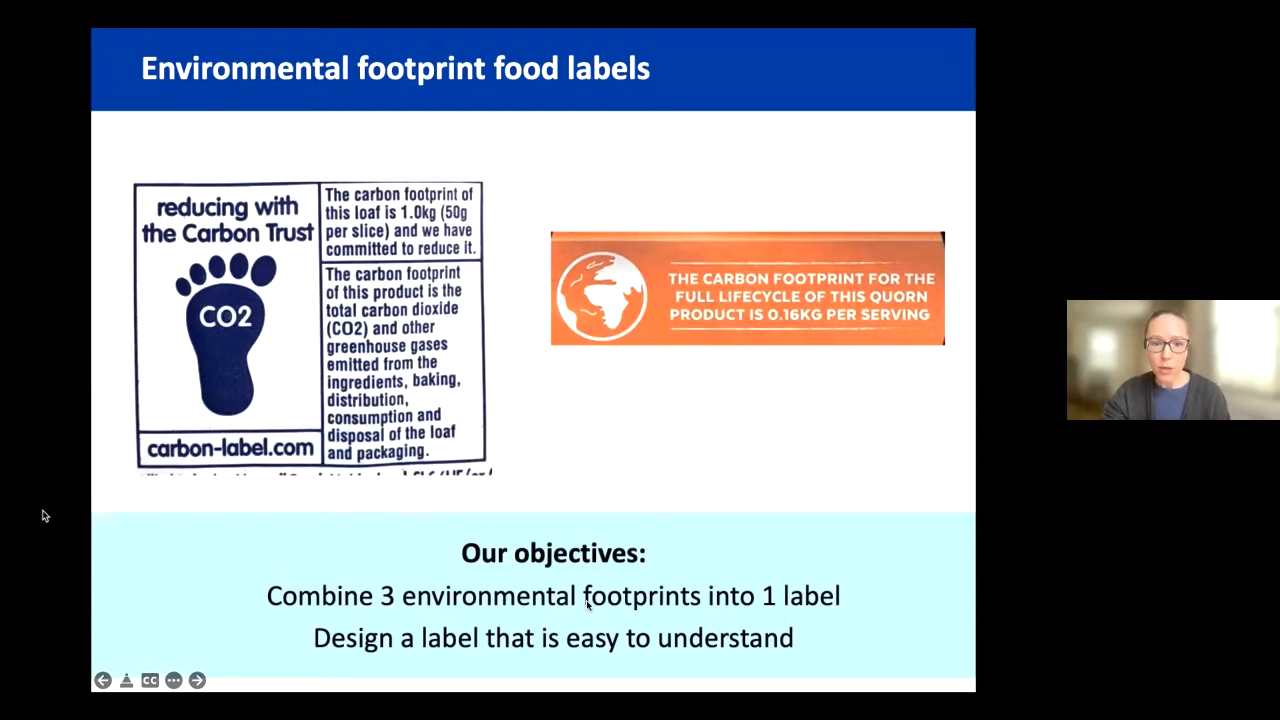 Environmental footprint food labels
reducing with
the Carbon Trust
CO2
carbon-label.com
The carbon footprint of
this loaf is 1.0kg (50g
per slice) and we have
committed to reduce it.
The carbon footprint
of this product is the
total carbon dioxide
(CO2) and other
greenhouse gases
emitted from the
ingredients, baking,
distribution,
consumption and
disposal of the loaf
and packaging.
THE CARBON FOOTPRINT FOR THE
FULL LIFECYCLE OF THIS QUORN
PRODUCT IS 0.16KG PER SERVING
Our objectives:
Combine 3 environmental footprints into 1 label
Design a label that is easy to understand
CC